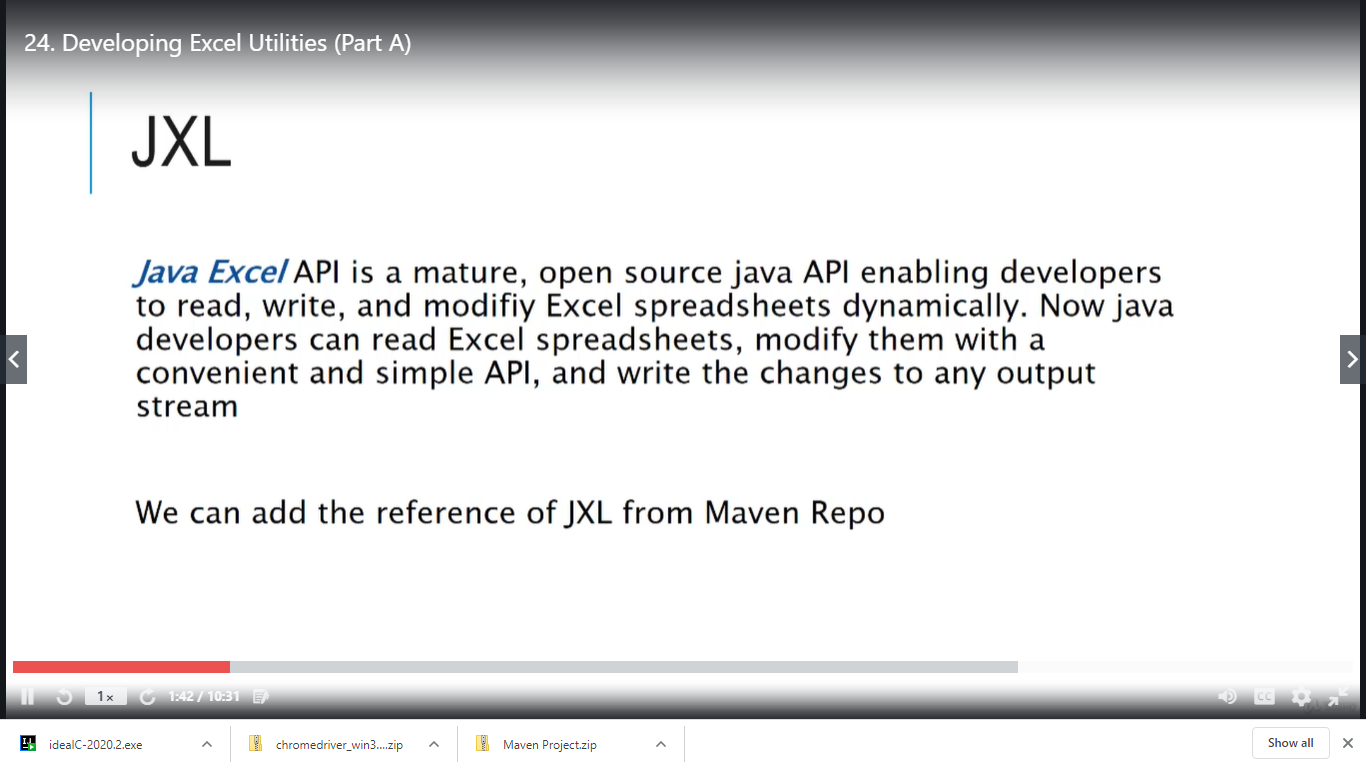 24. Developing Excel Utilities (Part A)
JXL
Java Excel API is a mature, open source java API enabling developers
to read, write, and modifiy Excel spreadsheets dynamically. Now java
developers can read Excel spreadsheets, modify them with a
convenient and simple API, and write the changes to any output
stream
We can add the reference of JXL from Maven Repo
1x
1:42 / 10:31
CC
ideaIC-2020.2.exe
chromedriver_win3....zip
Maven Project.zip
Show all